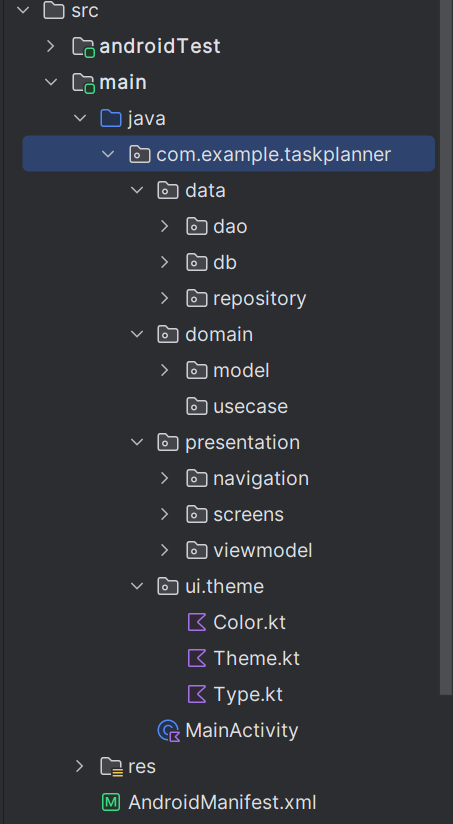 src
androidTest
main
java
com.example.taskplanner
data
dao
db
repository
domain
model
usecase
presentation
navigation
screens
viewmodel
ui.theme
Color.kt
Theme.kt
Type.kt
MainActivity
res
AndroidManifest.xml